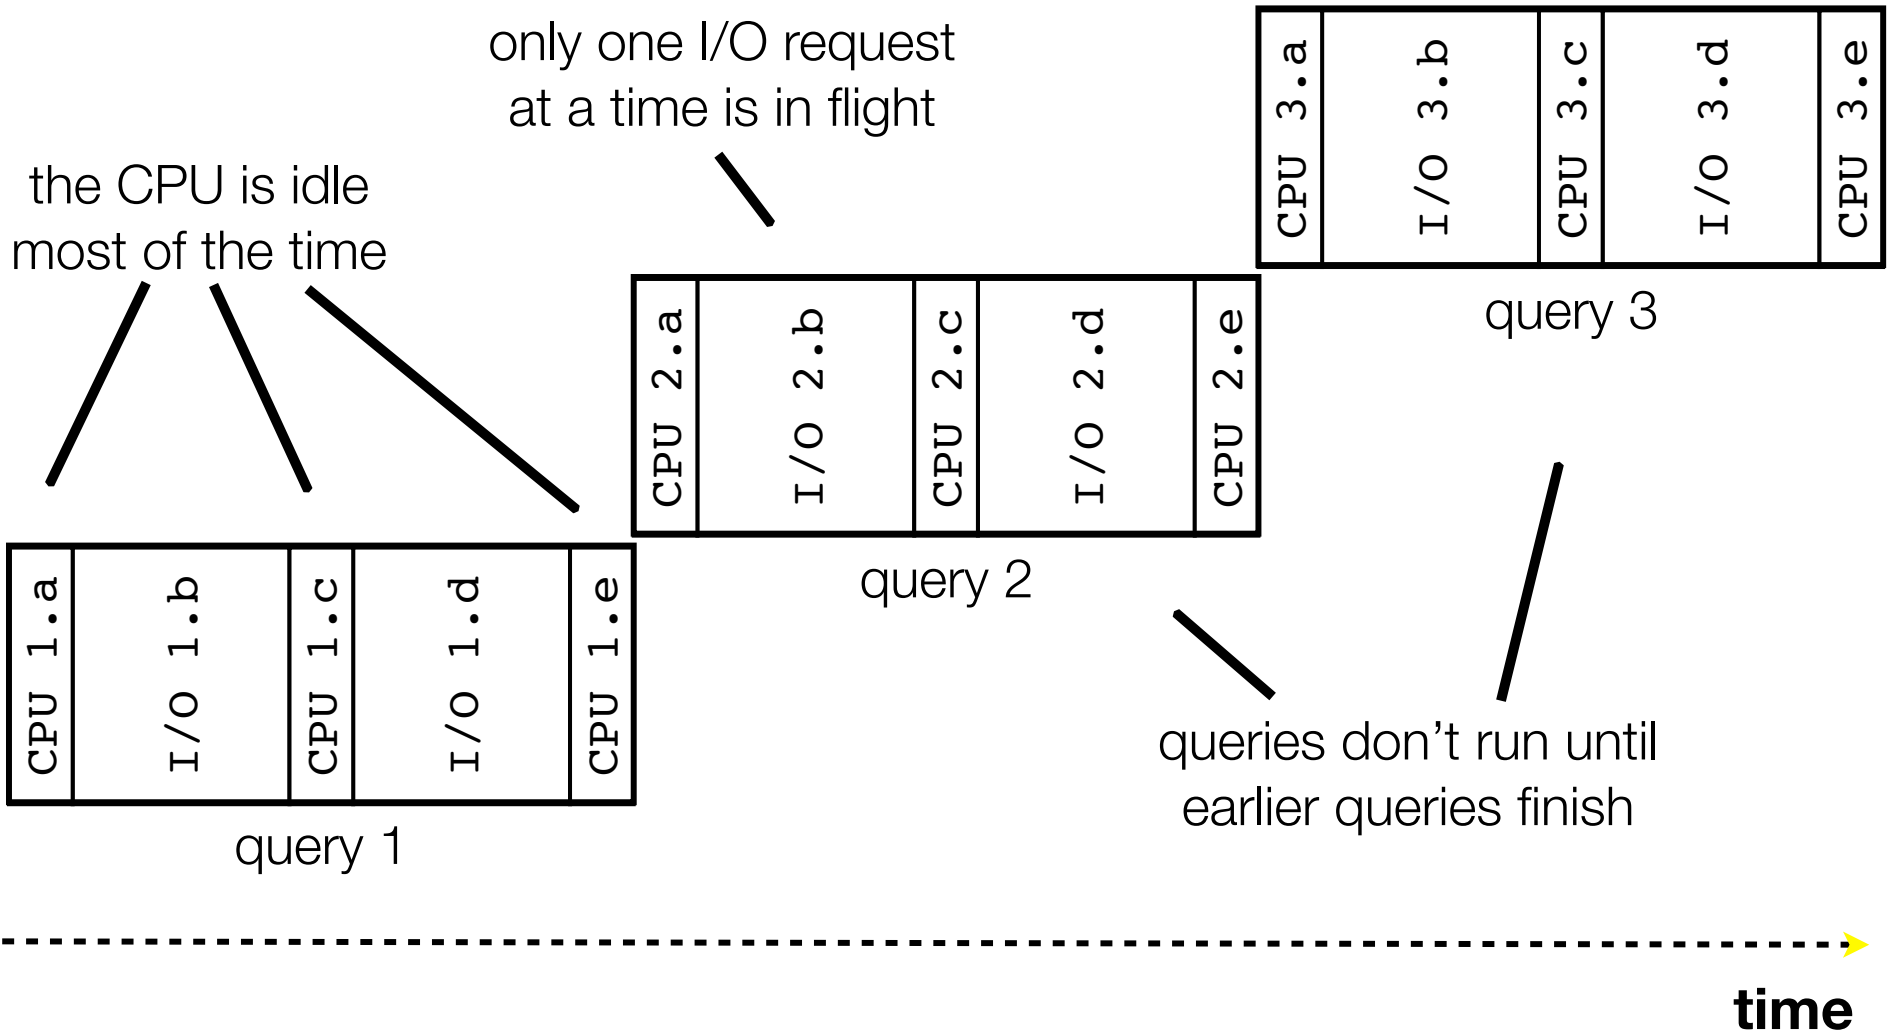 only one I/O request
at a time is in flight
the CPU is idle
most of the time
CPU 3.a
I/O 3.b
CPU 3.c
I/O 3.d
CPU 3.e
query 3
CPU 2.a
I/O 2.b
CPU 2.c
I/O 2.d
CPU 2.e
query 2
CPU 1.a
I/O 1.b
CPU 1.c
I/O 1.d
CPU 1.e
query 1
queries don’t run until
earlier queries finish
time